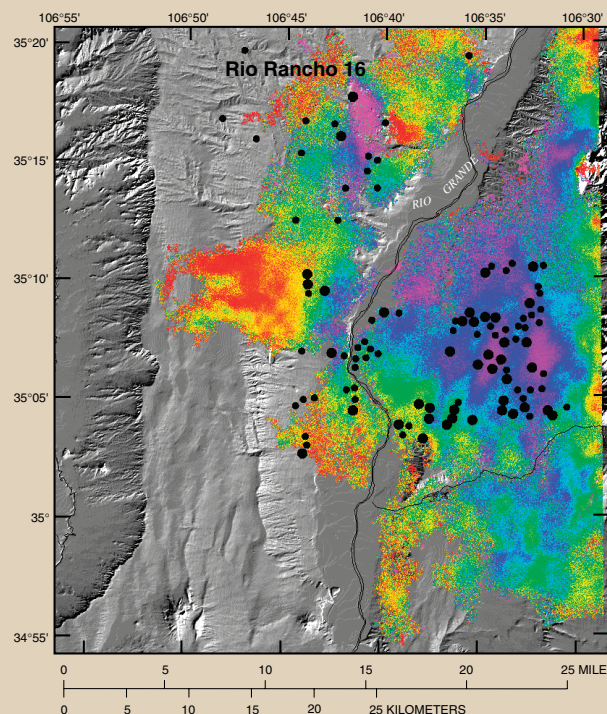 106°55' 106°50' 106°45' 106°40' 106°35' 106°30'
35°20'
Rio Rancho 16
35°15'
RIO GRANDE
35°10'
35°05'
35°
34°55'
0 5 10 15 20 25 MILE
0 5 10 15 20 25 KILOMETERS